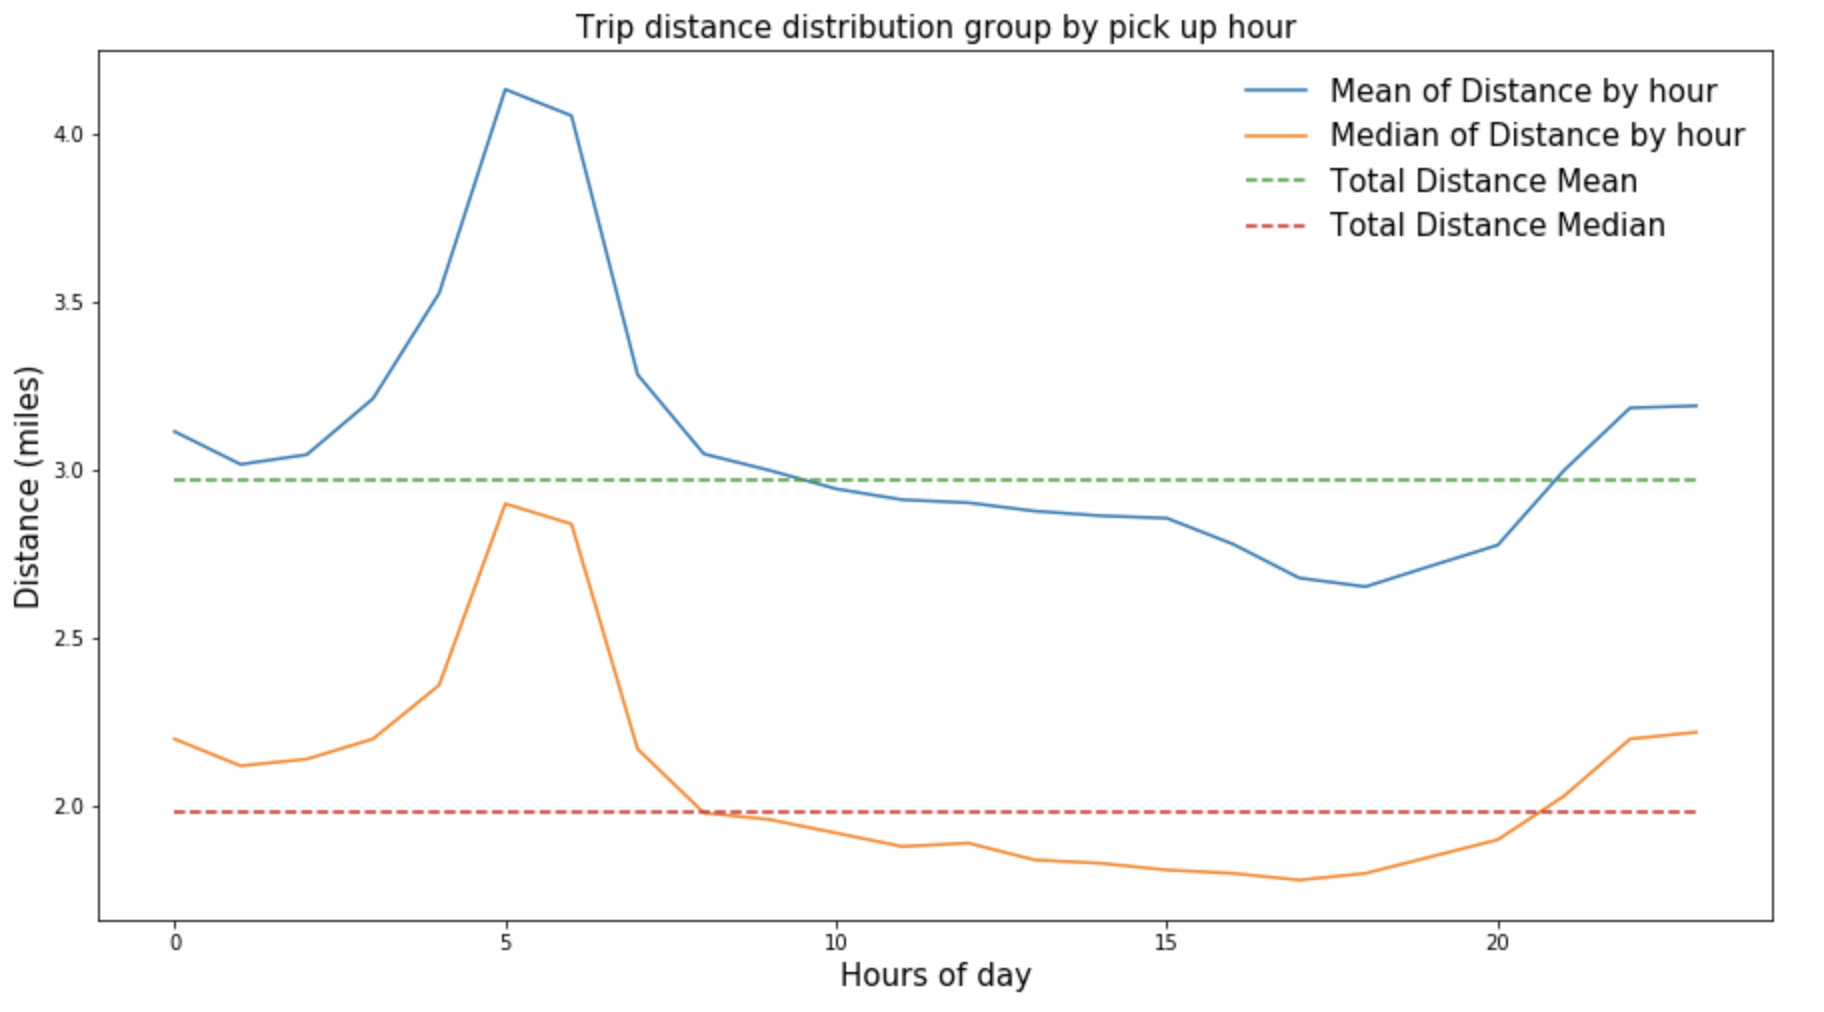 Trip distance distribution group by pick up hour
Mean of Distance by hour
Median of Distance by hour
Total Distance Mean
Total Distance Median
Distance (miles)
4.0
3.5
3.0
2.5
2.0
0 5 10 15 20
Hours of day